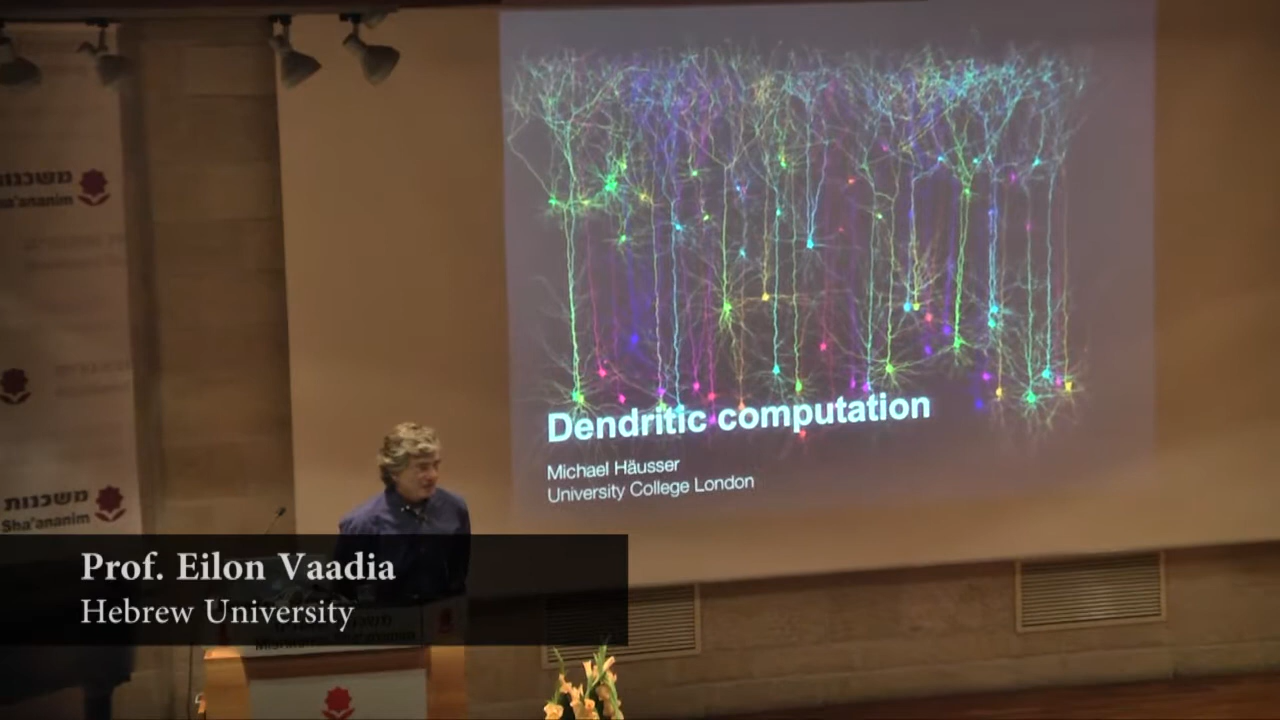 משכנות
Sha'ananim
Dendritic computation
Michael Häusser
University College London
משכנות
Sha'ananim
Prof. Eilon Vaadia
Hebrew University